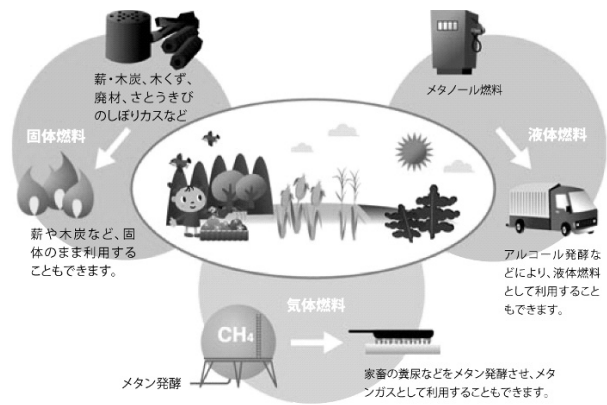 薪・木炭、木くず、
廃材、さとうきび
のしぼりカスなど
固体燃料
薪や木炭など、固
体のまま利用する
こともできます。
メタノール燃料
液体燃料
アルコール発酵な
どにより、液体燃料
として利用すること
もできます。
気体燃料
CH4
メタン発酵
家畜の糞尿などをメタン発酵させ、メタ
ンガスとして利用することもできます。